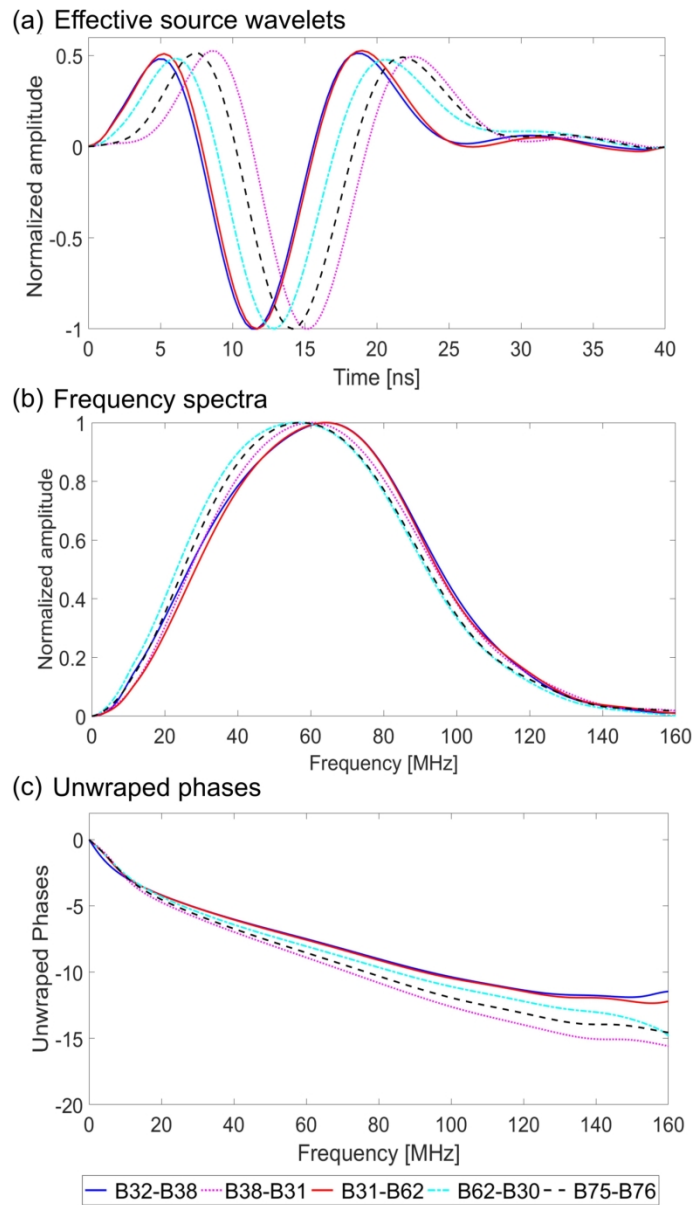 (a) Effective source wavelets
0.5
0
-0.5
-1
Normalized amplitude
0 5 10 15 20 25 30 35 40
Time [ns]
(b) Frequency spectra
1
0.8
0.6
0.4
0.2
0
Normalized amplitude
0 20 40 60 80 100 120 140 160
Frequency [MHz]
(c) Unwraped phases
0
-5
-10
-15
-20
Unwraped Phases
0 20 40 60 80 100 120 140 160
Frequency [MHz]
B32-B38 B38-B31 B31-B62 B62-B30 B75-B76